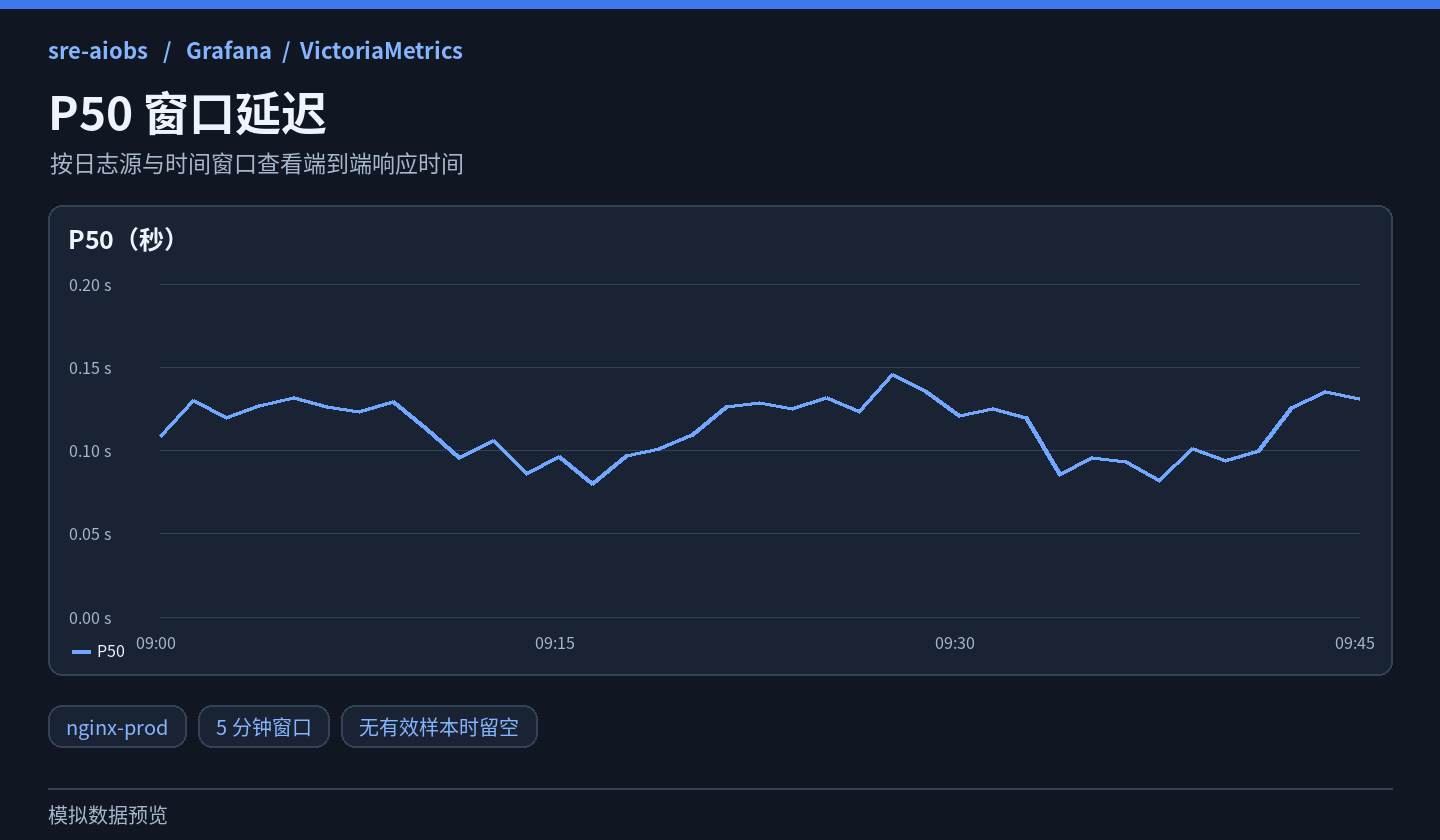 sre-aiobs / Grafana / VictoriaMetrics
P50 窗口延迟
按日志源与时间窗口查看端到端响应时间
P50（秒）
0.20 s
0.15 s
0.10 s
0.05 s
0.00 s
09:00 09:15 09:30 09:45
P50
nginx-prod 5 分钟窗口 无有效样本时留空
模拟数据预览